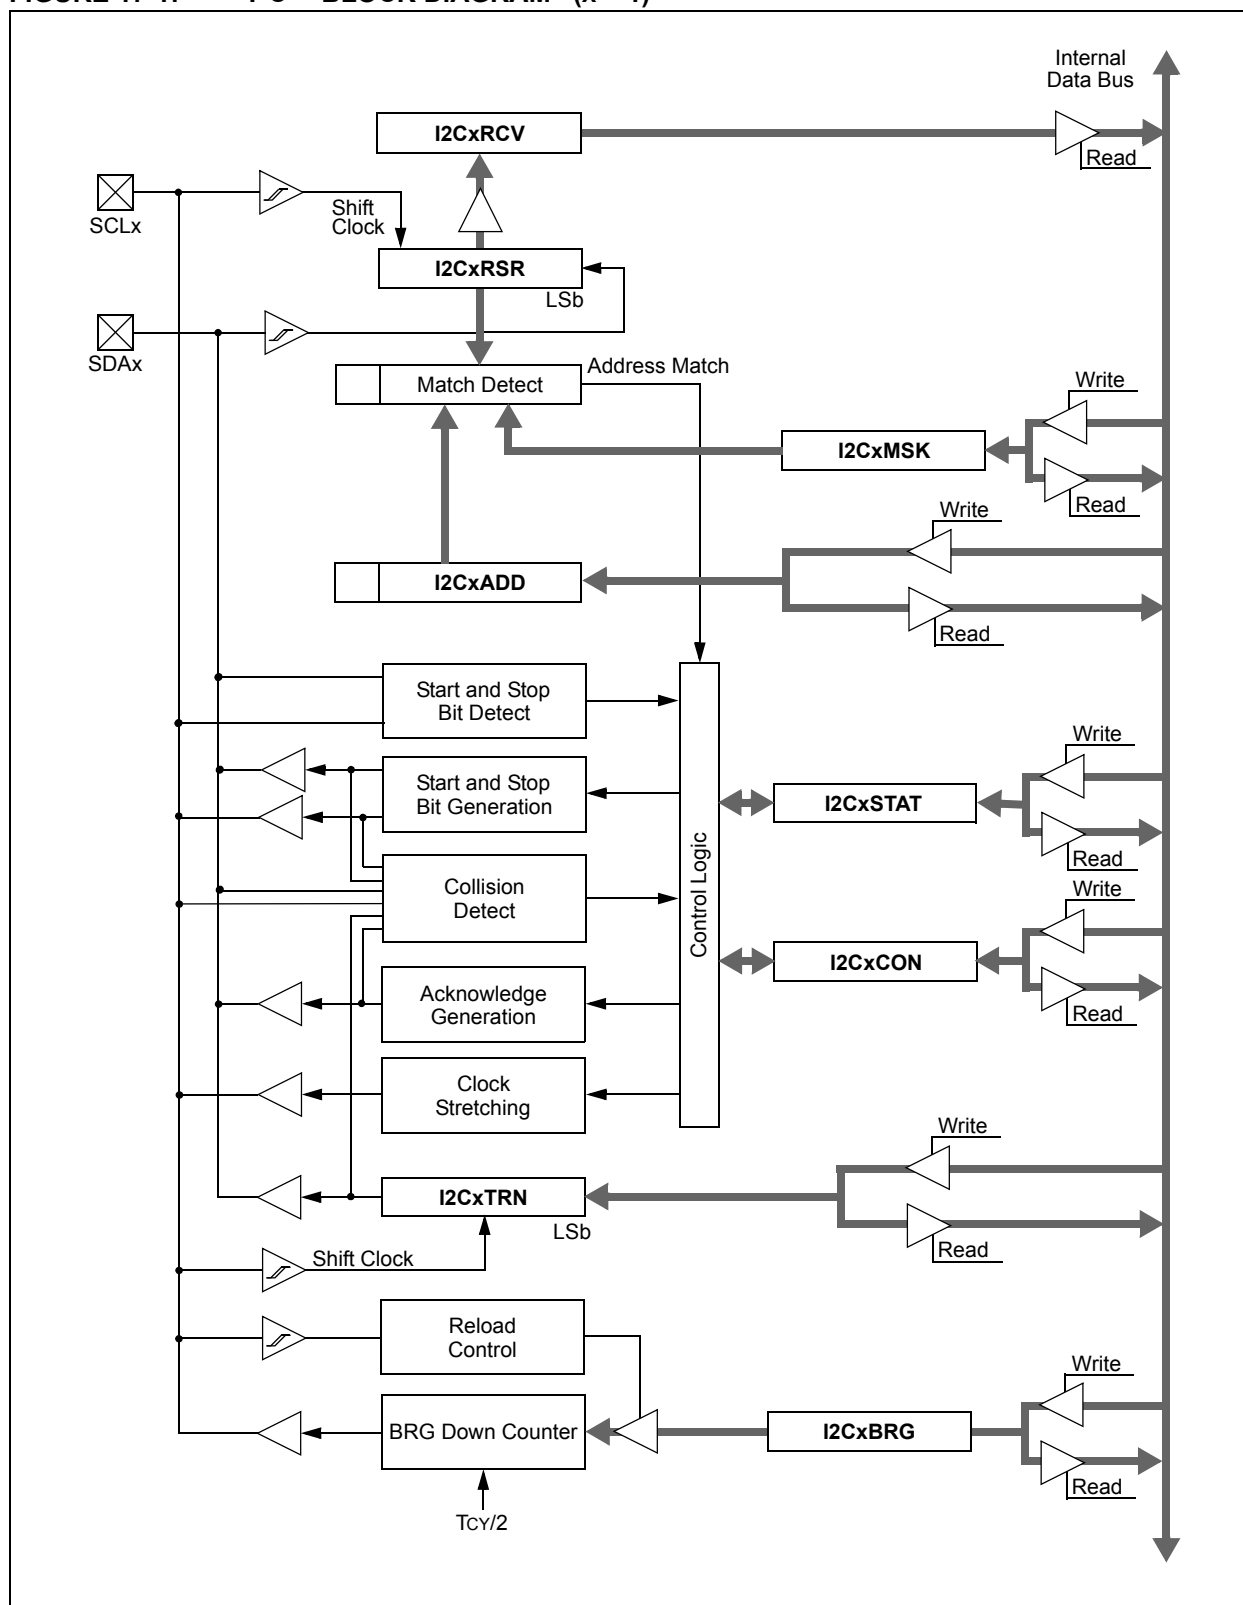 Internal
Data Bus
I2CxRCV
Read
SCLx
Shift
Clock
I2CxRSR
LSb
SDAx
Match Detect
Address Match
Write
I2CxMSK
Read
Write
I2CxADD
Read
Start and Stop
Bit Detect
Write
Start and Stop
Bit Generation
I2CxSTAT
Read
Control Logic
Collision
Detect
Write
I2CxCON
Read
Acknowledge
Generation
Clock
Stretching
Write
I2CxTRN
LSb
Read
Shift Clock
Reload
Control
Write
BRG Down Counter
I2CxBRG
Read
TCY/2